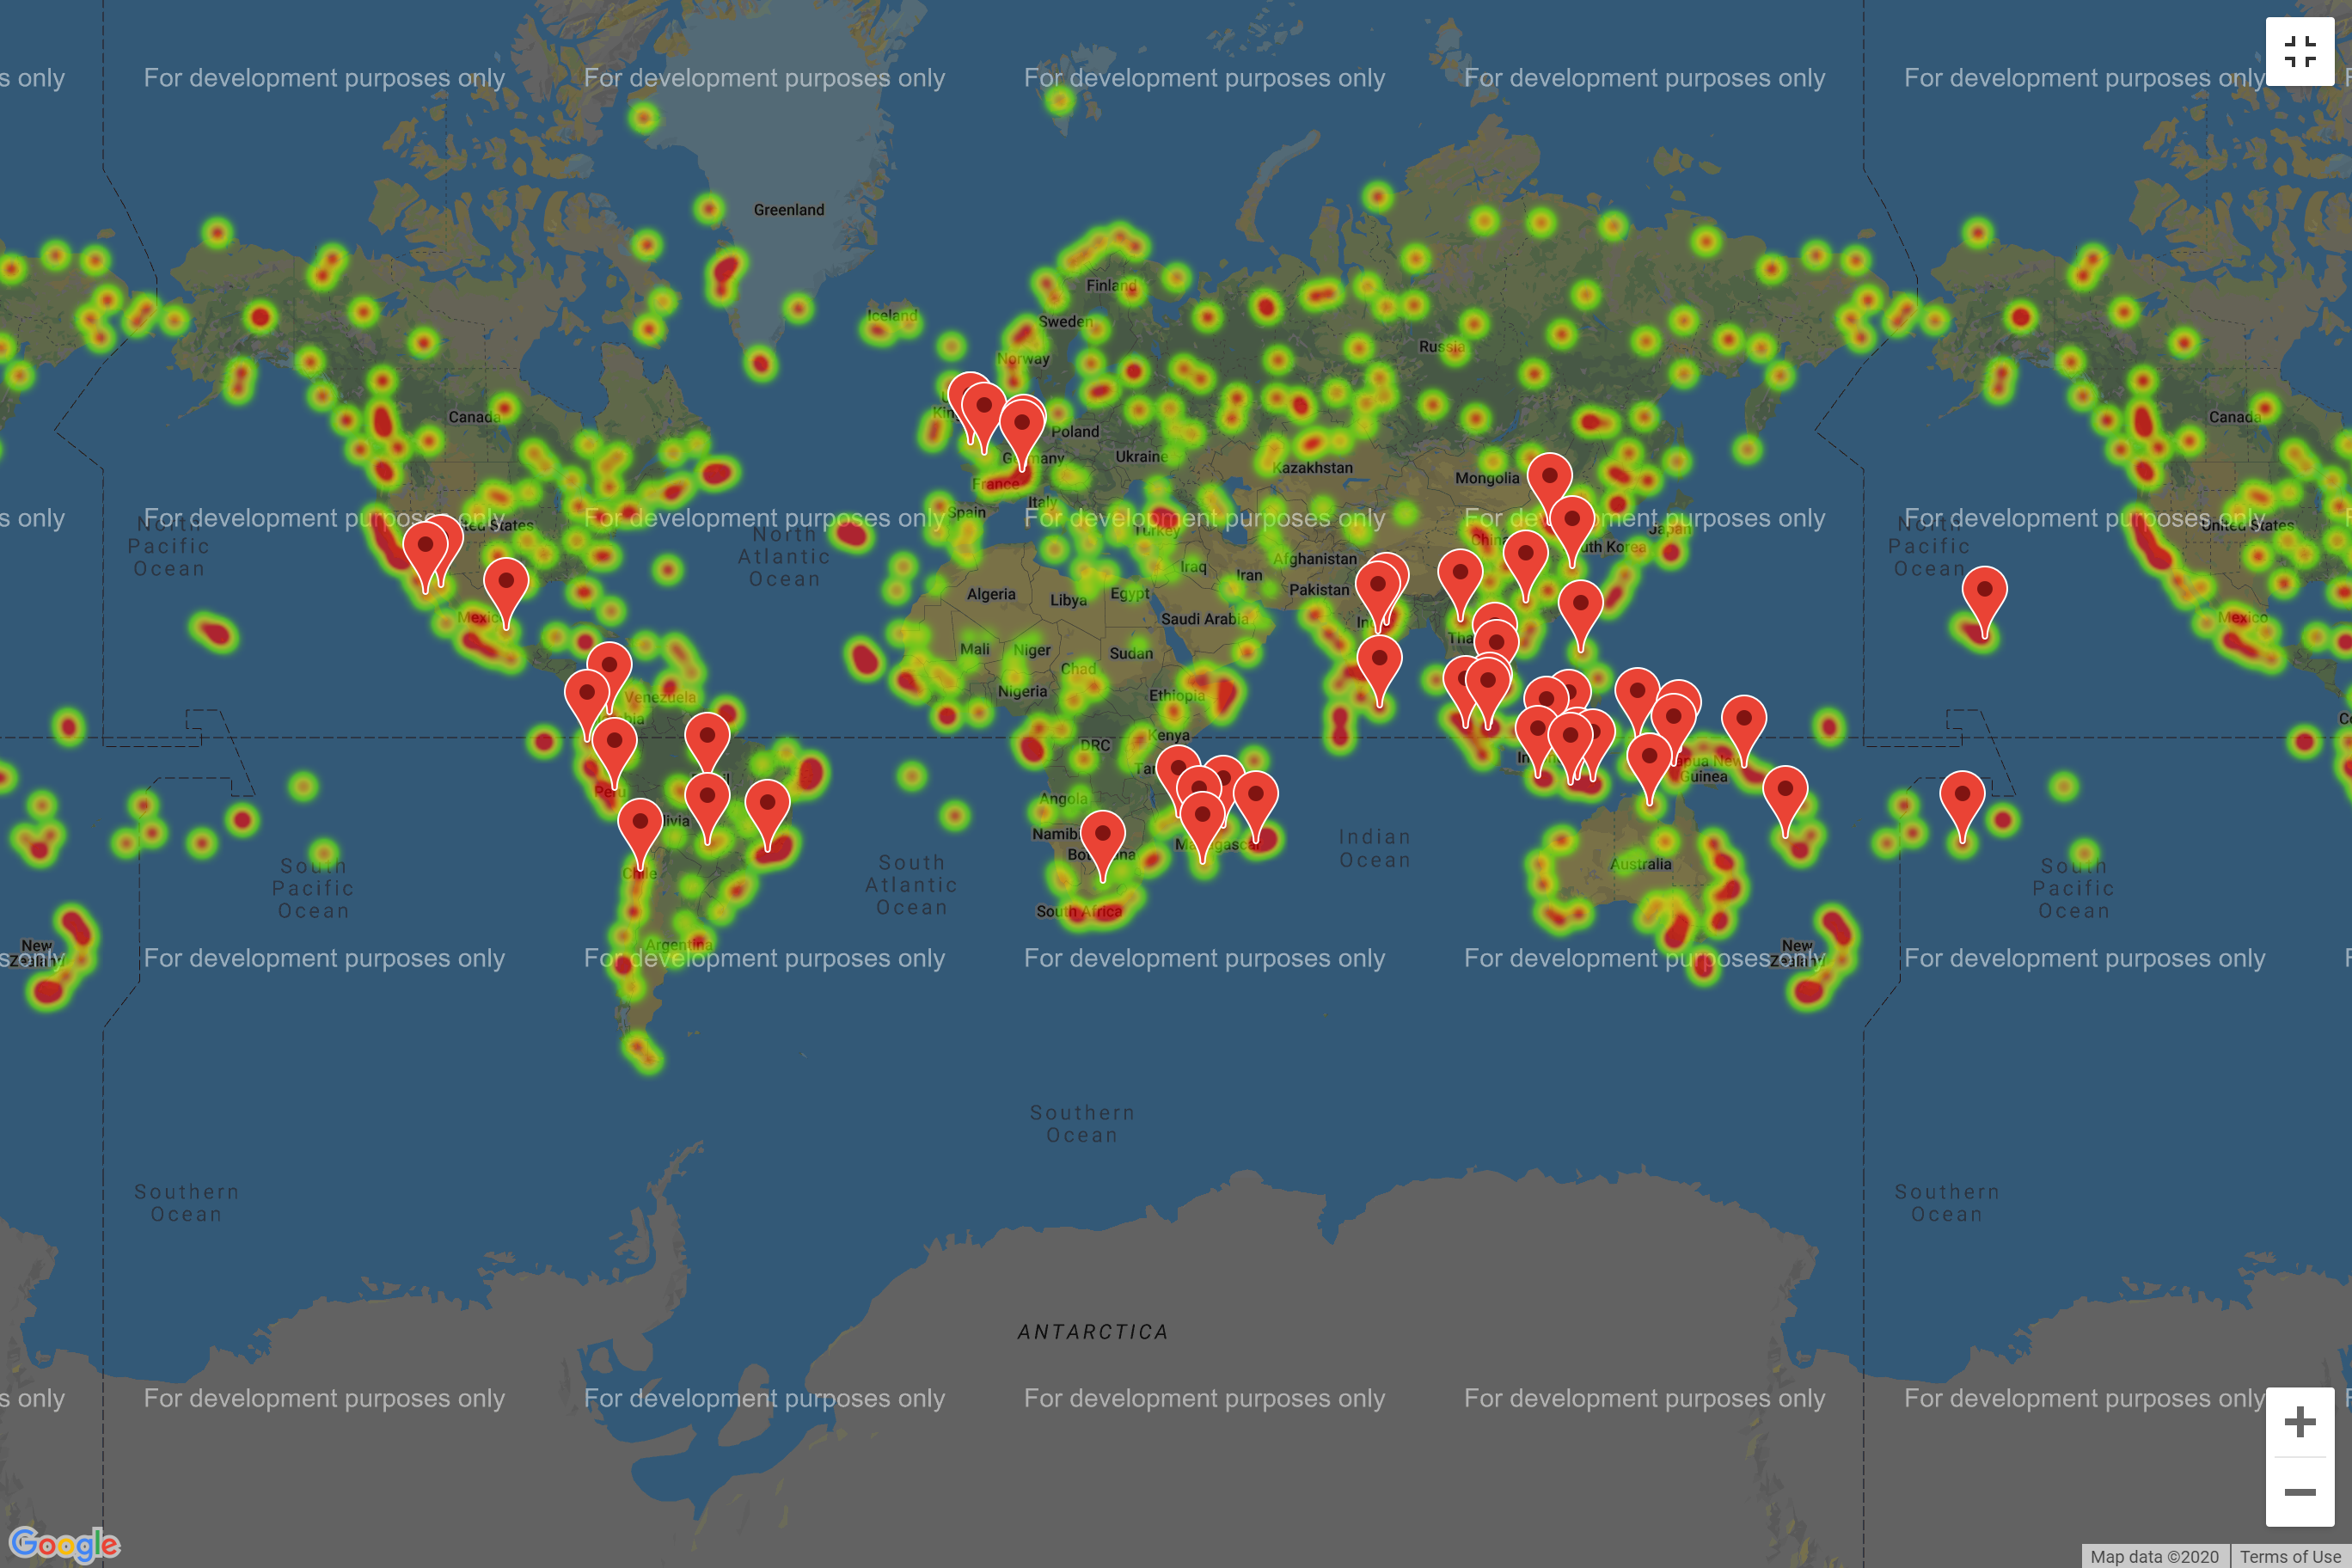 s only
For development purposes only
For development purposes only
For development purposes only
For development purposes only
For development purposes only
Greenland
Iceland
Finland
Sweden
Norway
Russia
Canada
Canada
Poland
Ukraine
Germany
Kazakhstan
Mongolia
France
Italy
Spain
s only
For development purposes only
For development purposes only
For development purposes only
For development purposes only
For development purposes only
North
Pacific
Ocean
United States
North
Atlantic
Ocean
Turkey
Japan
North
Pacific
Ocean
South Korea
China
Afghanistan
Iraq
Iran
Pakistan
Algeria
Libya
Egypt
Saudi Arabia
Mexico
Mexico
Mali
Niger
Sudan
Chad
Nigeria
Ethiopia
Venezuela
Kenya
DRC
Papua New
Guinea
Peru
Angola
Namibia
Botswana
Madagascar
Indian
Ocean
Australia
South
Pacific
Ocean
Chile
South
Atlantic
Ocean
South
Pacific
Ocean
South Africa
Argentina
New
Zealand
New
Zealand
s only
For development purposes only
For development purposes only
For development purposes only
For development purposes only
For development purposes only
Southern
Ocean
Southern
Ocean
Southern
Ocean
ANTARCTICA
s only
For development purposes only
For development purposes only
For development purposes only
For development purposes only
For development purposes only
Google
Map data ©2020
Terms of Use